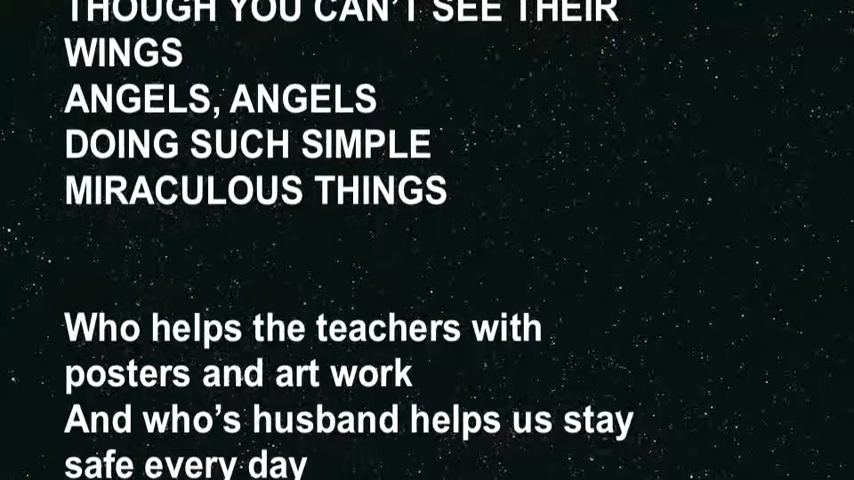 THOUGH YOU CAN'T SEE THEIR
WINGS
ANGELS, ANGELS
DOING SUCH SIMPLE
MIRACULOUS THINGS
Who helps the teachers with
posters and art work
And who's husband helps us stay
safe every day